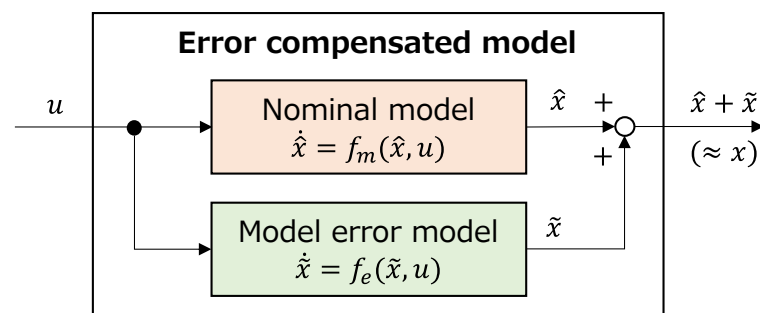 Error compensated model
u
Nominal model
ẋ̂ = f_m(x̂, u)
x̂
+
+
x̂ + x̃
(≈ x)
Model error model
ẋ̃ = f_e(x̃, u)
x̃